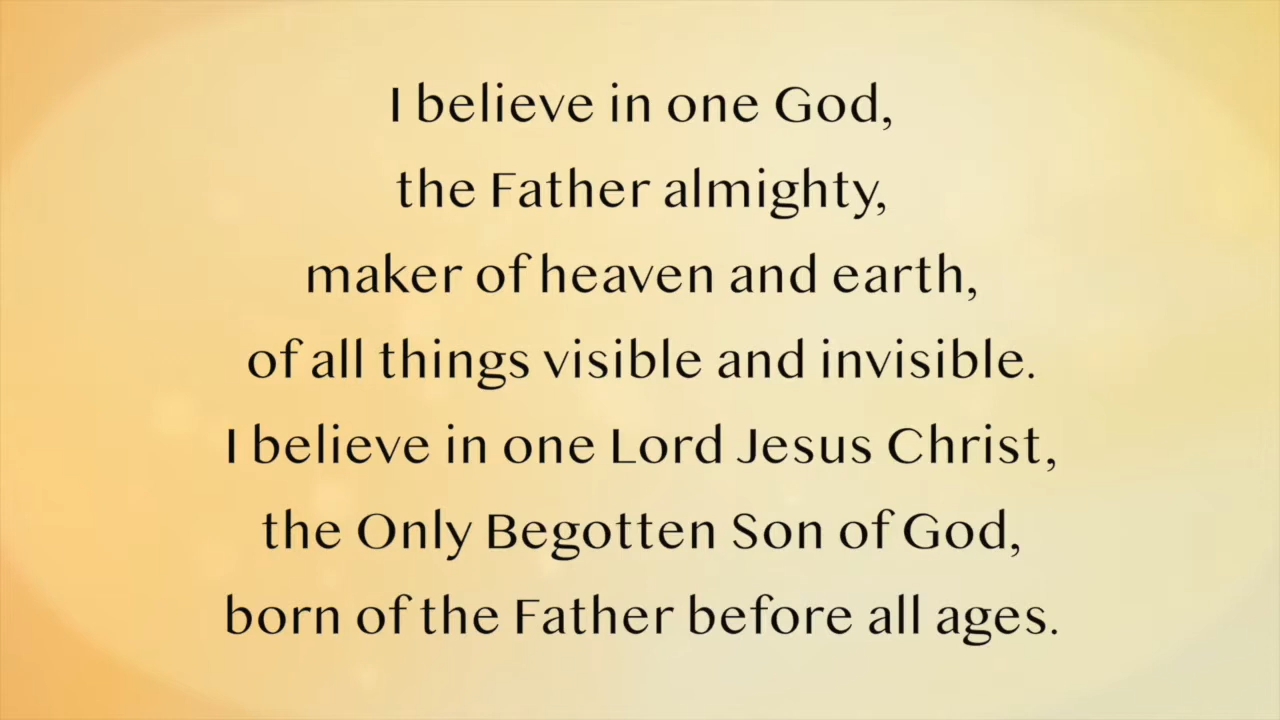 I believe in one God,
the Father almighty,
maker of heaven and earth,
of all things visible and invisible.
I believe in one Lord Jesus Christ,
the Only Begotten Son of God,
born of the Father before all ages.